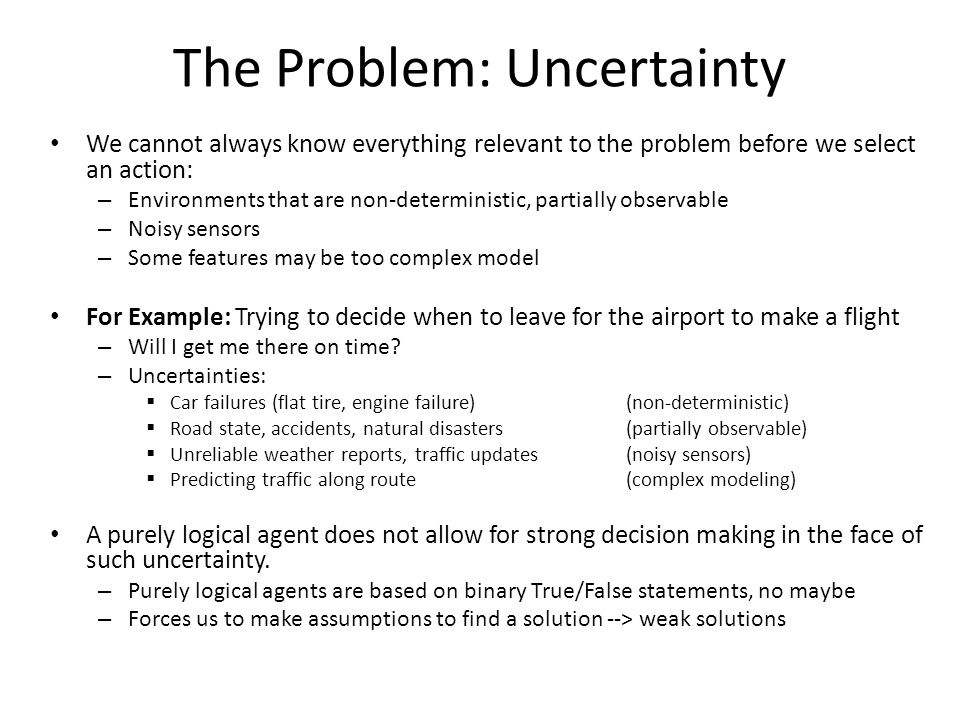 The Problem: Uncertainty
• We cannot always know everything relevant to the problem before we select
an action:
– Environments that are non-deterministic, partially observable
– Noisy sensors
– Some features may be too complex model
• For Example: Trying to decide when to leave for the airport to make a flight
– Will I get me there on time?
– Uncertainties:
▪ Car failures (flat tire, engine failure) (non-deterministic)
▪ Road state, accidents, natural disasters (partially observable)
▪ Unreliable weather reports, traffic updates (noisy sensors)
▪ Predicting traffic along route (complex modeling)
• A purely logical agent does not allow for strong decision making in the face of
such uncertainty.
– Purely logical agents are based on binary True/False statements, no maybe
– Forces us to make assumptions to find a solution --> weak solutions